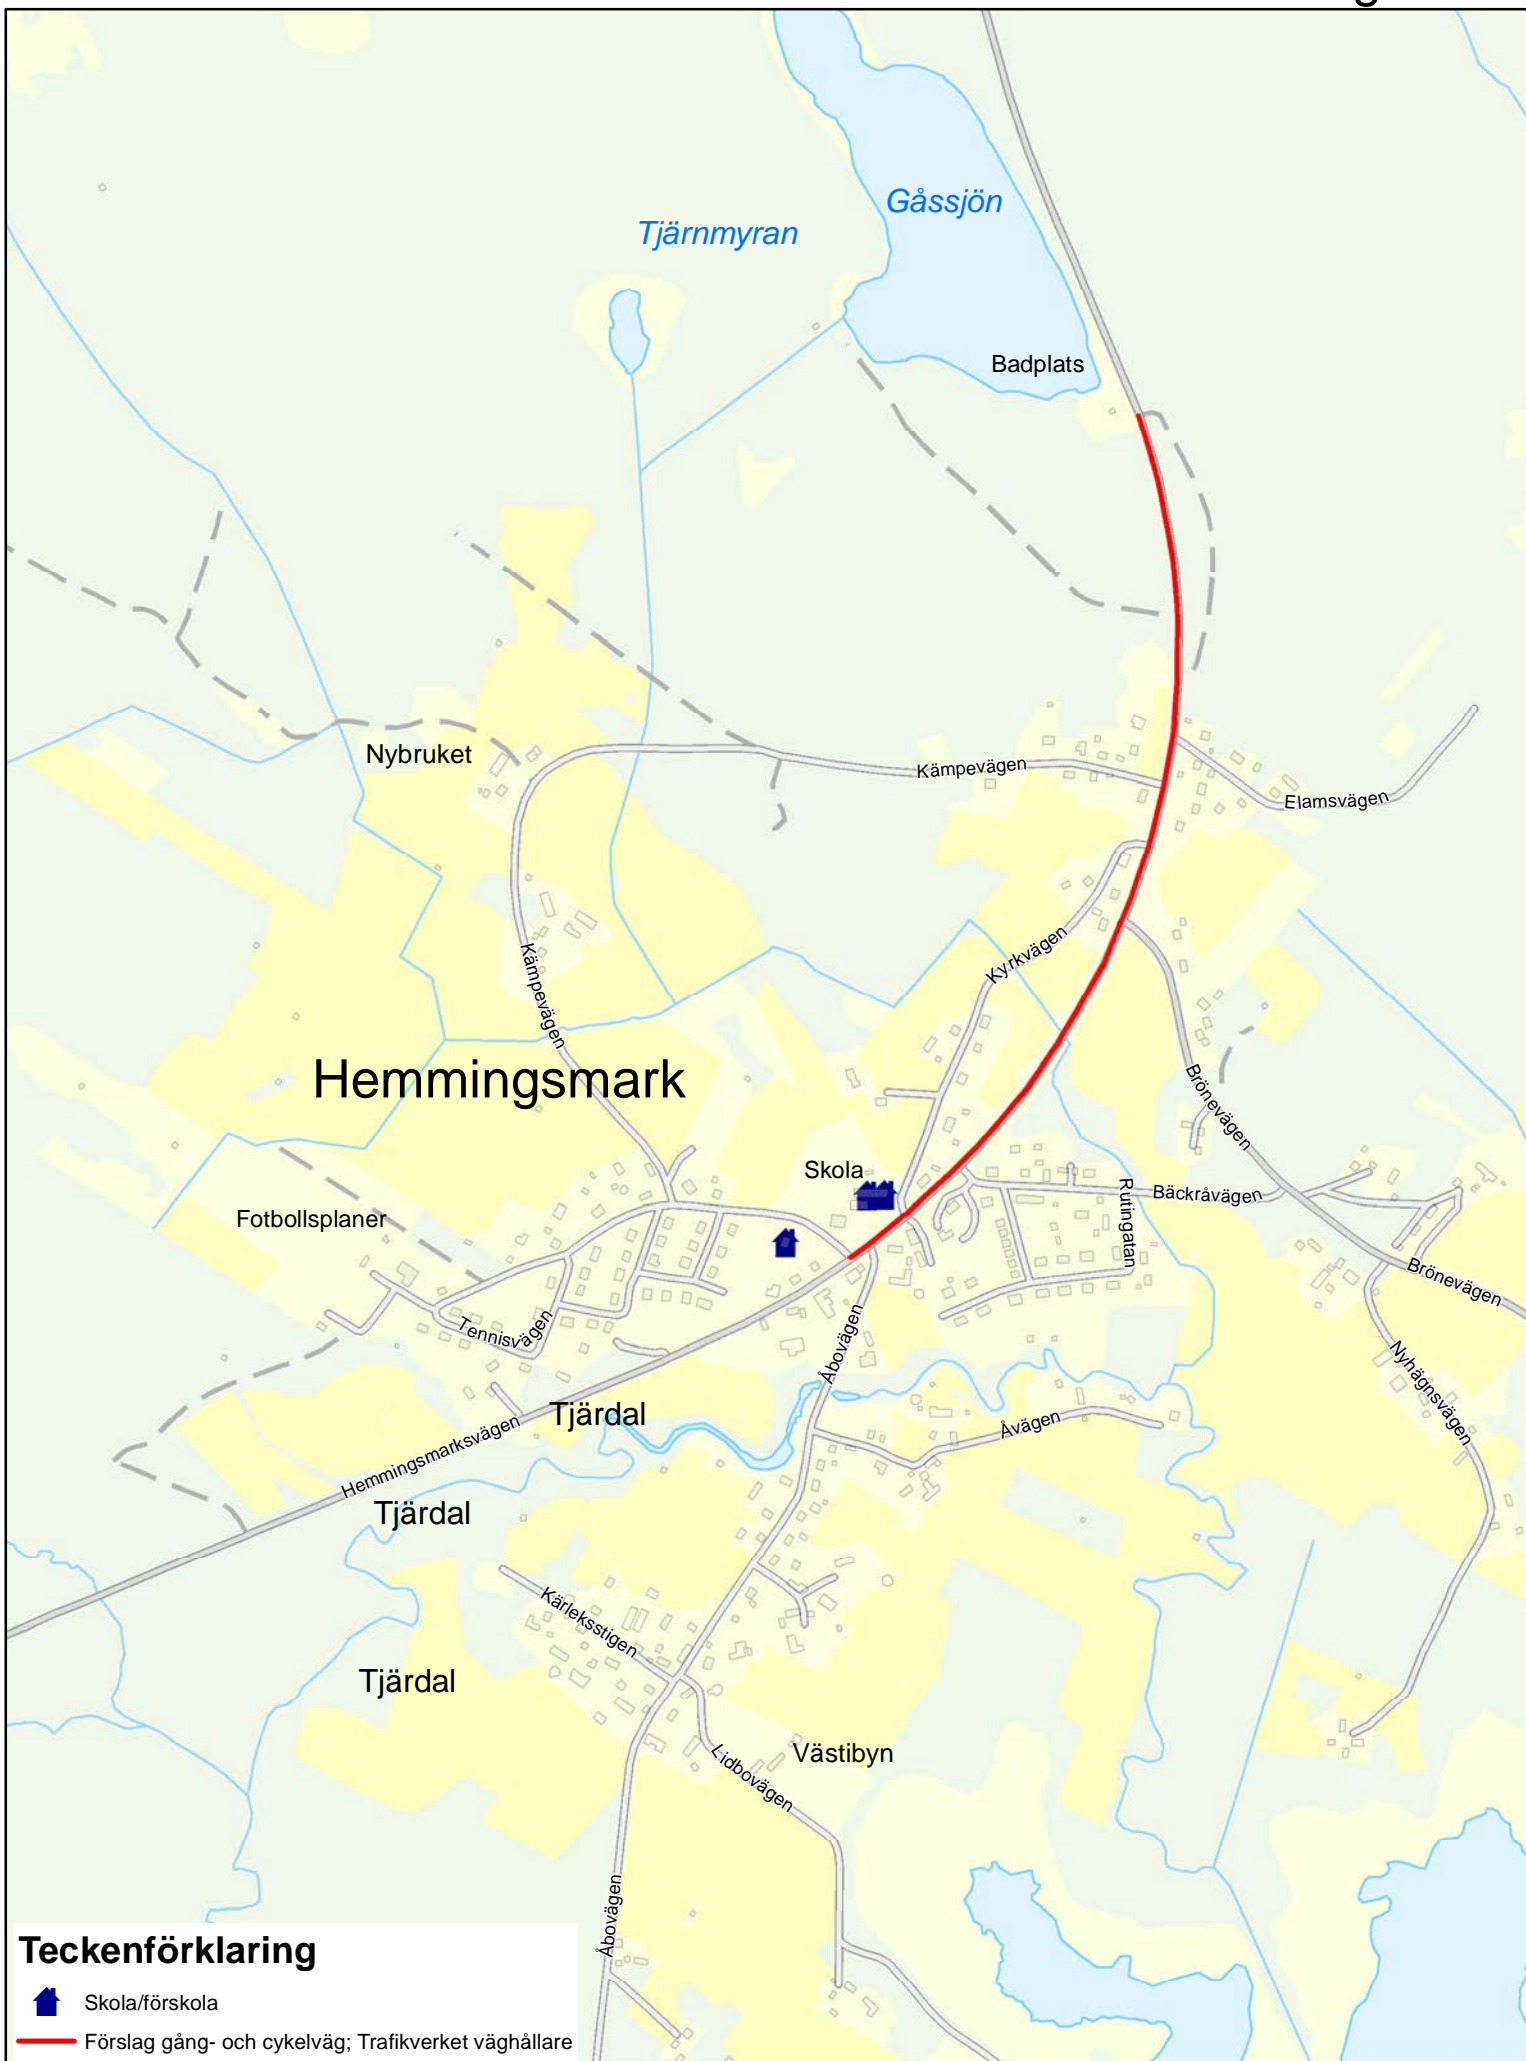 g
Gåssjön
Tjärnmyran
Badplats
Nybruket
Kämpevägen
Elamsvägen
Kyrkvägen
Kämpevägen
Hemmingsmark
Brönevägen
Skola
Bäckråvägen
Rutingatan
Fotbollsplaner
Brönevägen
Tennisvägen
Åbovägen
Nyhägnsvägen
Tjärdal
Åvägen
Hemmingsmarksvägen
Tjärdal
Kärleksstigen
Tjärdal
Västibyn
Lidbovägen
Åbovägen
Teckenförklaring
Skola/förskola
Förslag gång- och cykelväg; Trafikverket väghållare